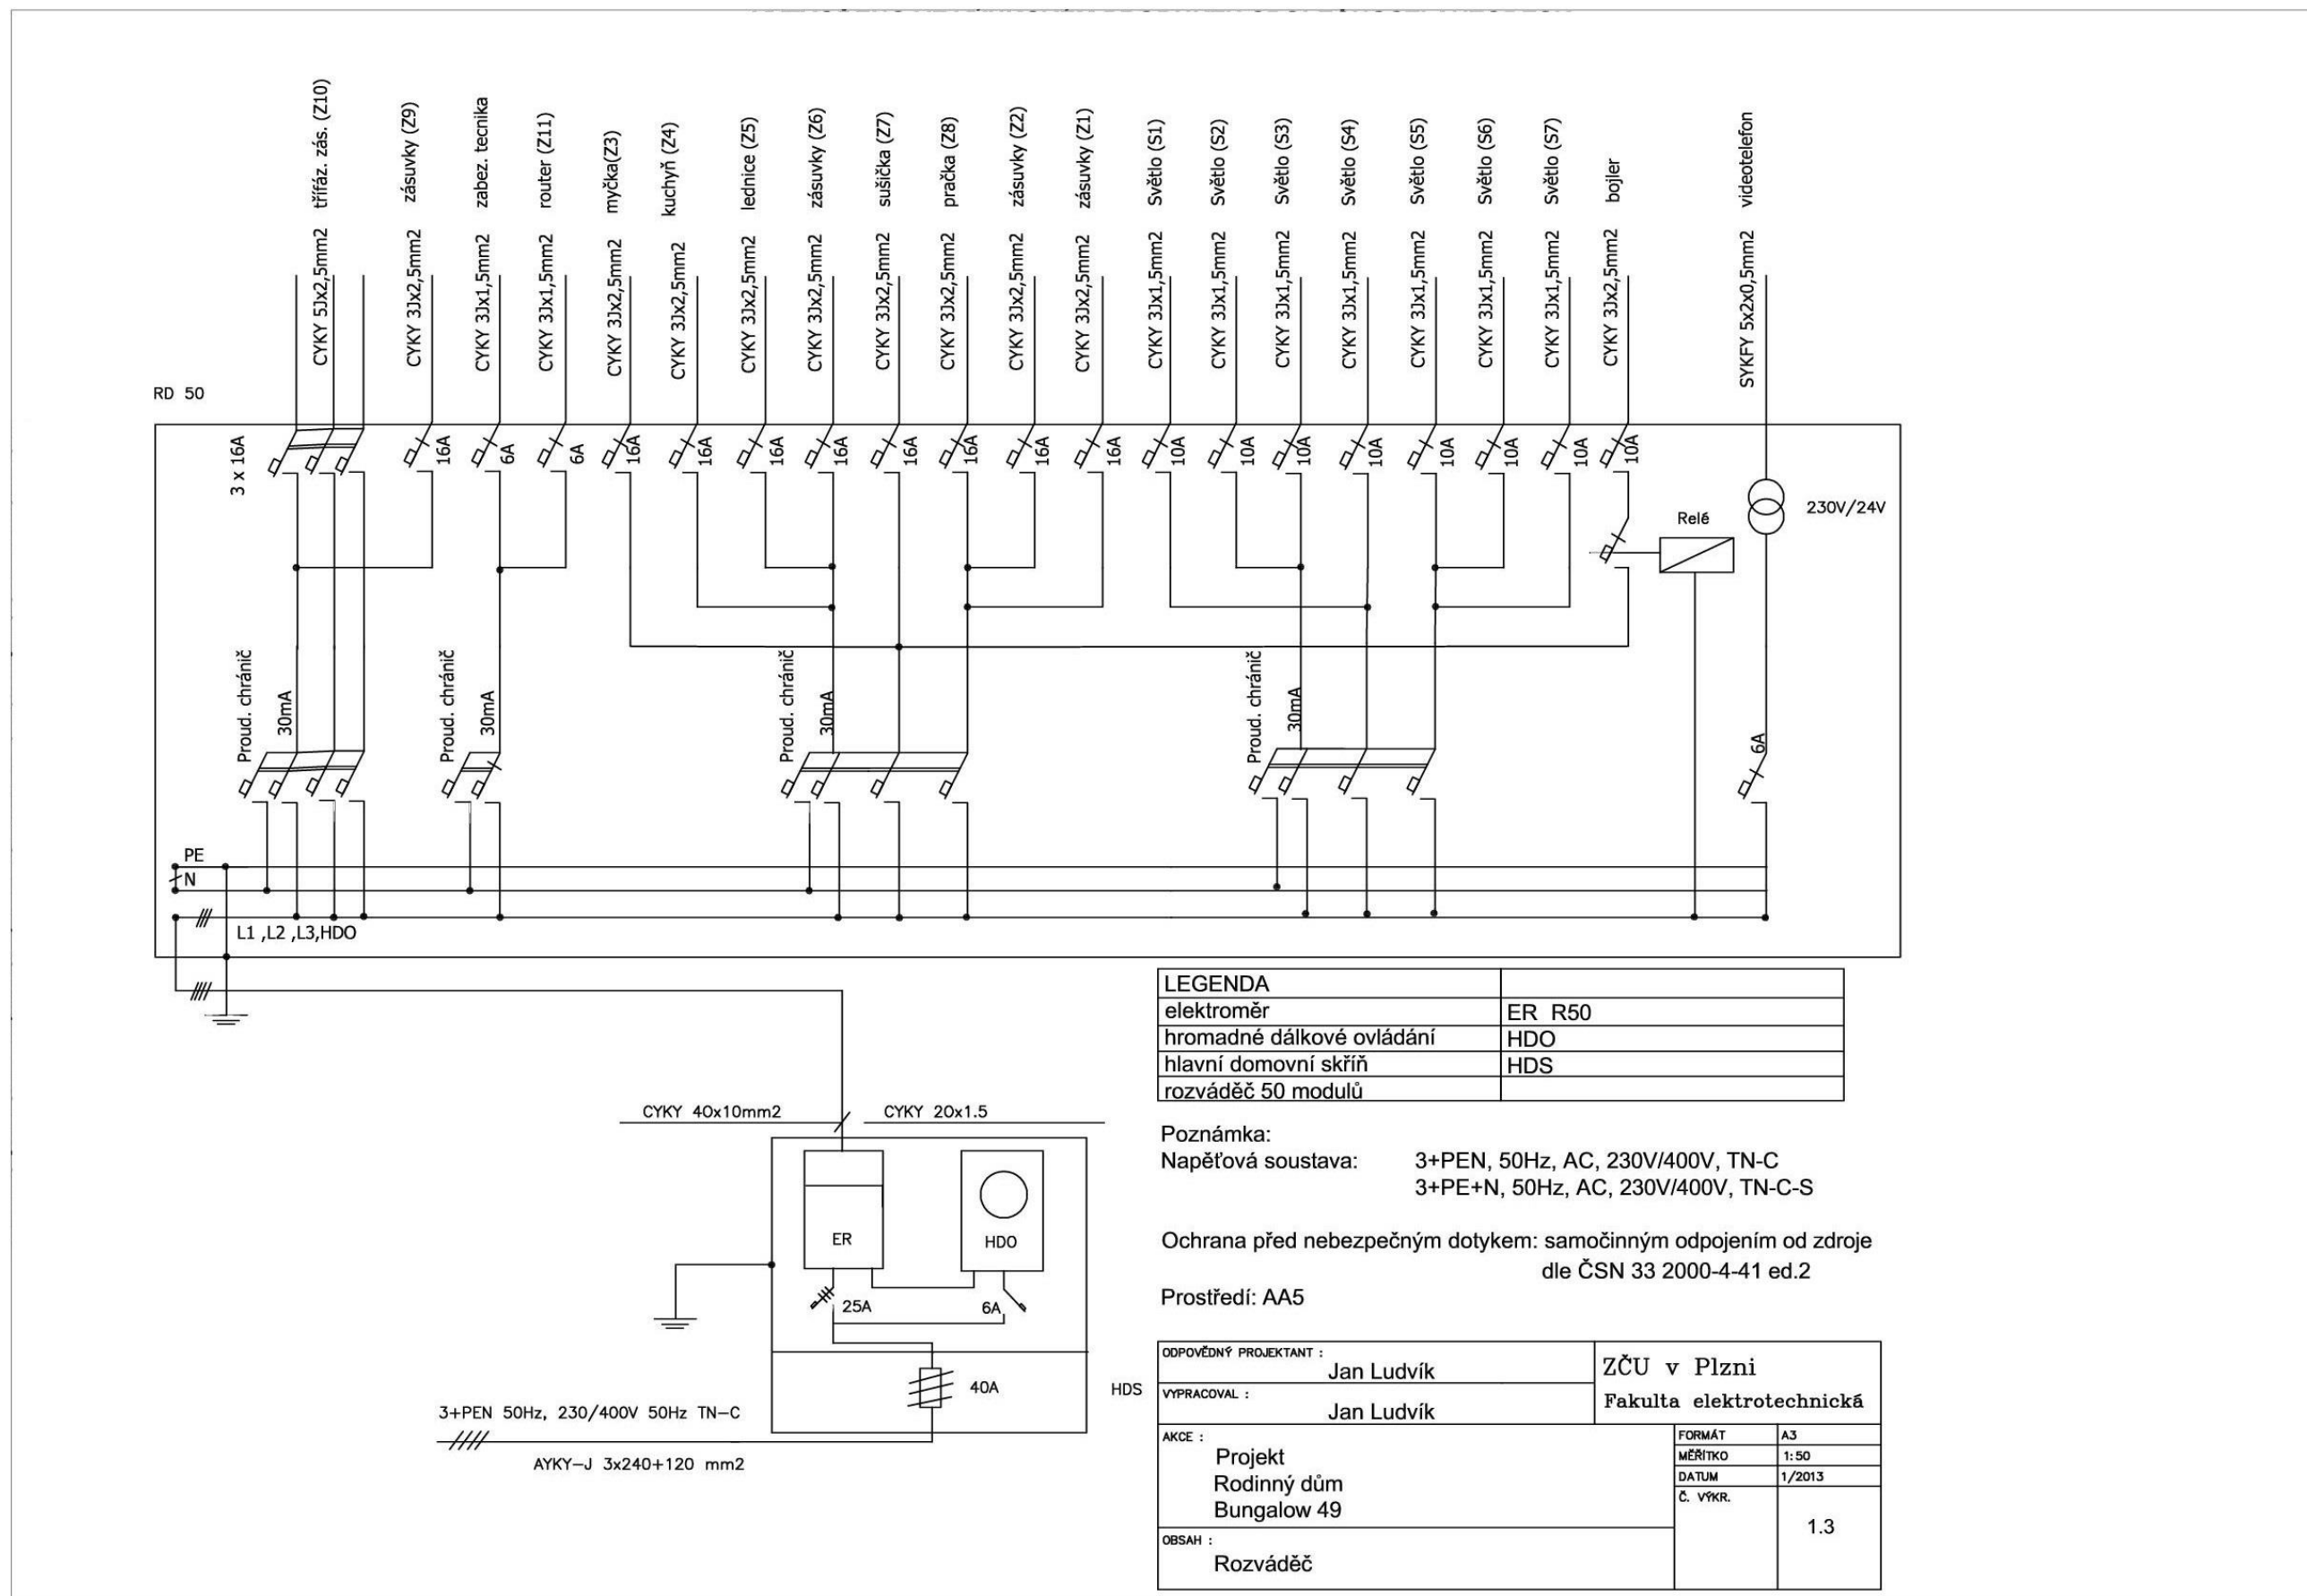 třífáz. zás. (Z10)
zásuvky (Z9)
zabez. tecnika
router (Z11)
myčka(Z3)
kuchyň (Z4)
lednice (Z5)
zásuvky (Z6)
sušička (Z7)
pračka (Z8)
zásuvky (Z2)
zásuvky (Z1)
Světlo (S1)
Světlo (S2)
Světlo (S3)
Světlo (S4)
Světlo (S5)
Světlo (S6)
Světlo (S7)
bojler
videotelefon
CYKY 5Jx2,5mm2
CYKY 3Jx2,5mm2
CYKY 3Jx1,5mm2
CYKY 3Jx1,5mm2
CYKY 3Jx2,5mm2
CYKY 3Jx2,5mm2
CYKY 3Jx2,5mm2
CYKY 3Jx2,5mm2
CYKY 3Jx2,5mm2
CYKY 3Jx2,5mm2
CYKY 3Jx2,5mm2
CYKY 3Jx2,5mm2
CYKY 3Jx1,5mm2
CYKY 3Jx1,5mm2
CYKY 3Jx1,5mm2
CYKY 3Jx1,5mm2
CYKY 3Jx1,5mm2
CYKY 3Jx1,5mm2
CYKY 3Jx1,5mm2
CYKY 3Jx2,5mm2
SYKFY 5x2x0,5mm2
RD 50
3 x 16A
16A
6A
6A
16A
16A
16A
16A
16A
16A
16A
16A
10A
10A
10A
10A
10A
10A
10A
10A
230V/24V
Relé
Proud. chránič
30mA
Proud. chránič
30mA
Proud. chránič
30mA
Proud. chránič
30mA
6A
PE
N
L1 ,L2 ,L3,HDO
LEGENDA
elektroměr ER R50
hromadné dálkové ovládání HDO
hlavní domovní skříň HDS
rozváděč 50 modulů
CYKY 4Ox10mm2
CYKY 2Ox1.5
ER
HDO
25A
6A
40A
HDS
3+PEN 50Hz, 230/400V 50Hz TN-C
AYKY-J 3x240+120 mm2
Poznámka:
Napěťová soustava: 3+PEN, 50Hz, AC, 230V/400V, TN-C
3+PE+N, 50Hz, AC, 230V/400V, TN-C-S
Ochrana před nebezpečným dotykem: samočinným odpojením od zdroje
dle ČSN 33 2000-4-41 ed.2
Prostředí: AA5
ODPOVĚDNÝ PROJEKTANT :
Jan Ludvík
VYPRACOVAL :
Jan Ludvík
ZČU v Plzni
Fakulta elektrotechnická
AKCE :
Projekt
Rodinný dům
Bungalow 49
FORMÁT A3
MĚŘÍTKO 1:50
DATUM 1/2013
Č. VÝKR.
1.3
OBSAH :
Rozváděč